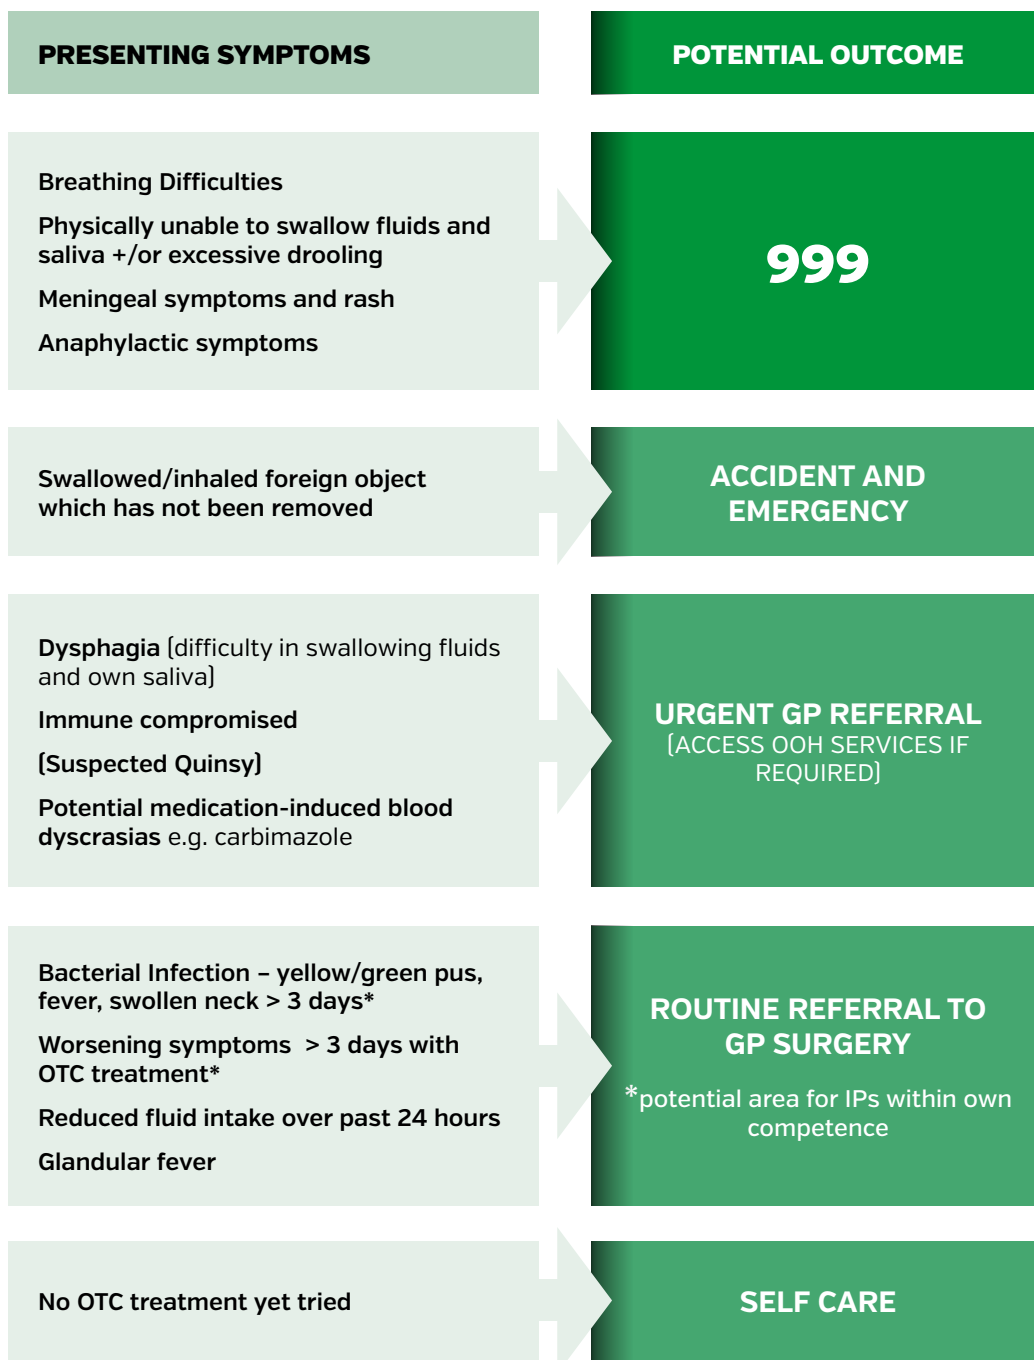 PRESENTING SYMPTOMS
POTENTIAL OUTCOME
Breathing Difficulties
Physically unable to swallow fluids and
saliva +/or excessive drooling
Meningeal symptoms and rash
Anaphylactic symptoms
999
Swallowed/inhaled foreign object
which has not been removed
ACCIDENT AND
EMERGENCY
Dysphagia (difficulty in swallowing fluids
and own saliva)
Immune compromised
(Suspected Quinsy)
Potential medication-induced blood
dyscrasias e.g. carbimazole
URGENT GP REFERRAL
(ACCESS OOH SERVICES IF
REQUIRED)
Bacterial Infection – yellow/green pus,
fever, swollen neck > 3 days*
Worsening symptoms > 3 days with
OTC treatment*
Reduced fluid intake over past 24 hours
Glandular fever
ROUTINE REFERRAL TO
GP SURGERY
*potential area for IPs within own
competence
No OTC treatment yet tried
SELF CARE